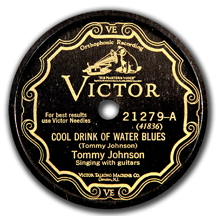 VE
Orthophonic Recording
"HIS MASTER'S VOICE"
VICTOR
For best results
use Victor Needles
21279-A
(41836)
COOL DRINK OF WATER BLUES
(Tommy Johnson)
Tommy Johnson
Singing with guitars
VICTOR TALKING MACHINE CO.
Camden, N.J.
VE